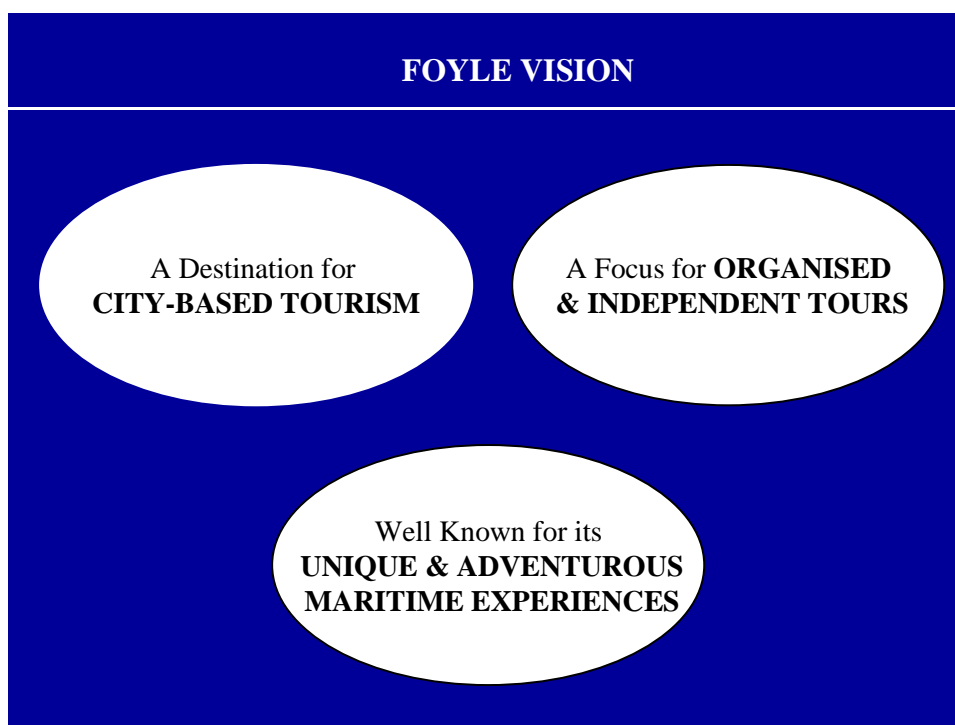 FOYLE VISION
A Destination for
CITY-BASED TOURISM
A Focus for ORGANISED
& INDEPENDENT TOURS
Well Known for its
UNIQUE & ADVENTUROUS
MARITIME EXPERIENCES